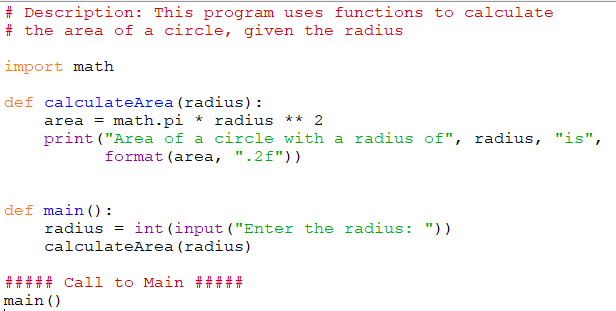 # Description: This program uses functions to calculate
# the area of a circle, given the radius
import math
def calculateArea(radius):
    area = math.pi * radius ** 2
    print("Area of a circle with a radius of", radius, "is",
          format(area, ".2f"))
def main():
    radius = int(input("Enter the radius: "))
    calculateArea(radius)
##### Call to Main #####
main()